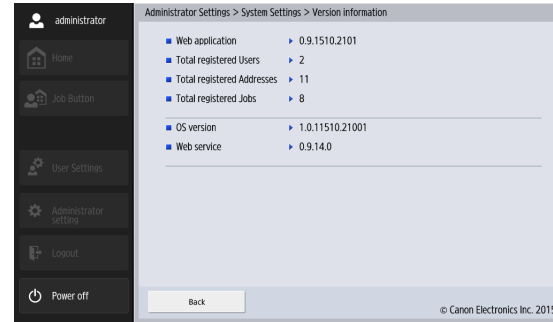 administrator
Home
Job Button
User Settings
Administrator
setting
Logout
Power off
Administrator Settings > System Settings > Version information
Web application 0.9.1510.2101
Total registered Users 2
Total registered Addresses 11
Total registered Jobs 8
OS version 1.0.11510.21001
Web service 0.9.14.0
Back
© Canon Electronics Inc. 2015